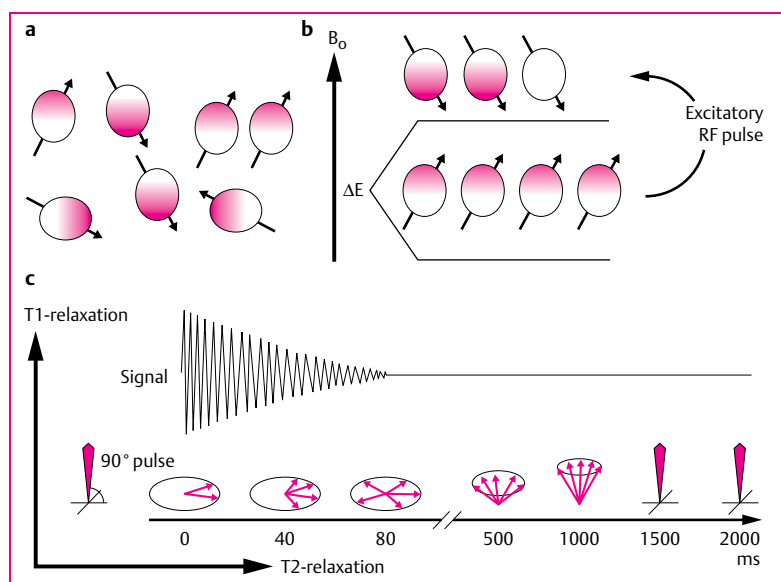 a
b
B₀
Excitatory
RF pulse
ΔE
c
T1-relaxation
Signal
90° pulse
0
40
80
500
1000
1500
2000
ms
T2-relaxation